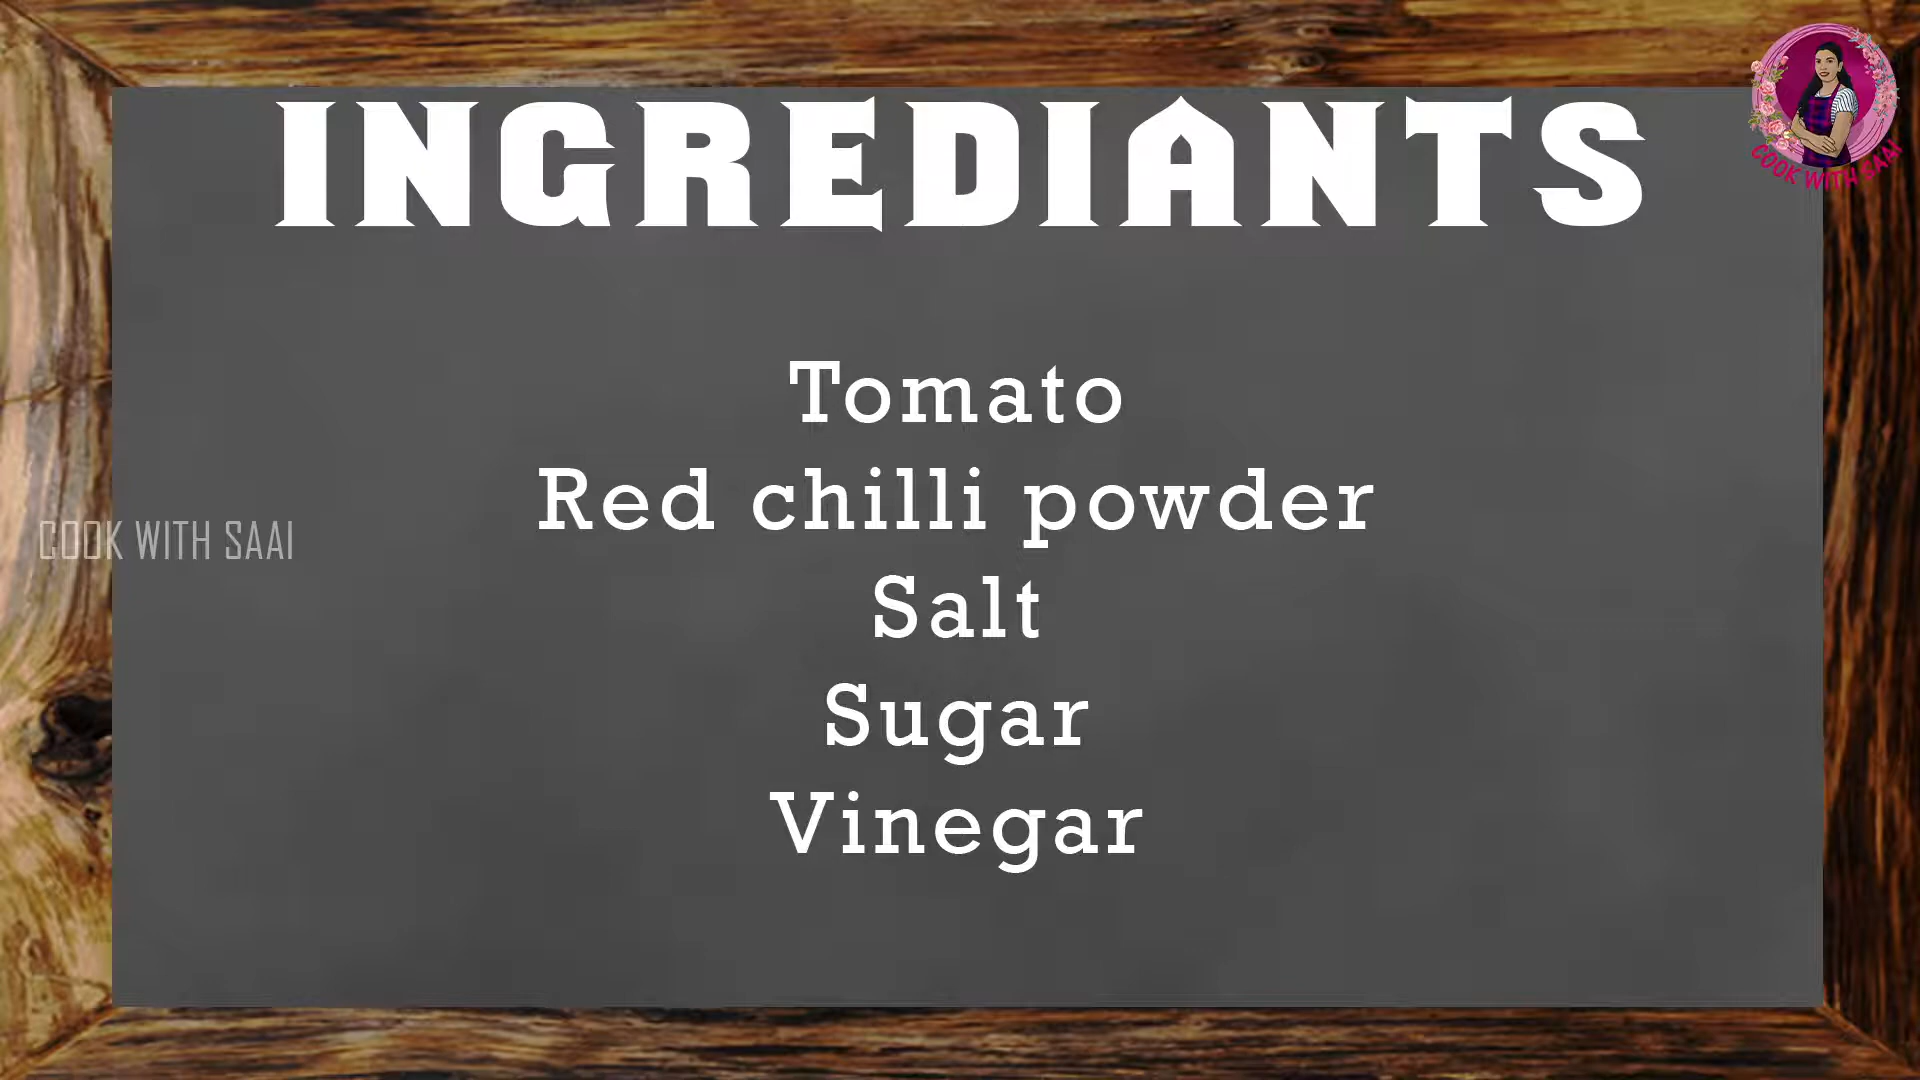 INGREDIANTS
COOK WITH SAAI
Tomato
Red chilli powder
Salt
Sugar
Vinegar
COOK WITH SAAI